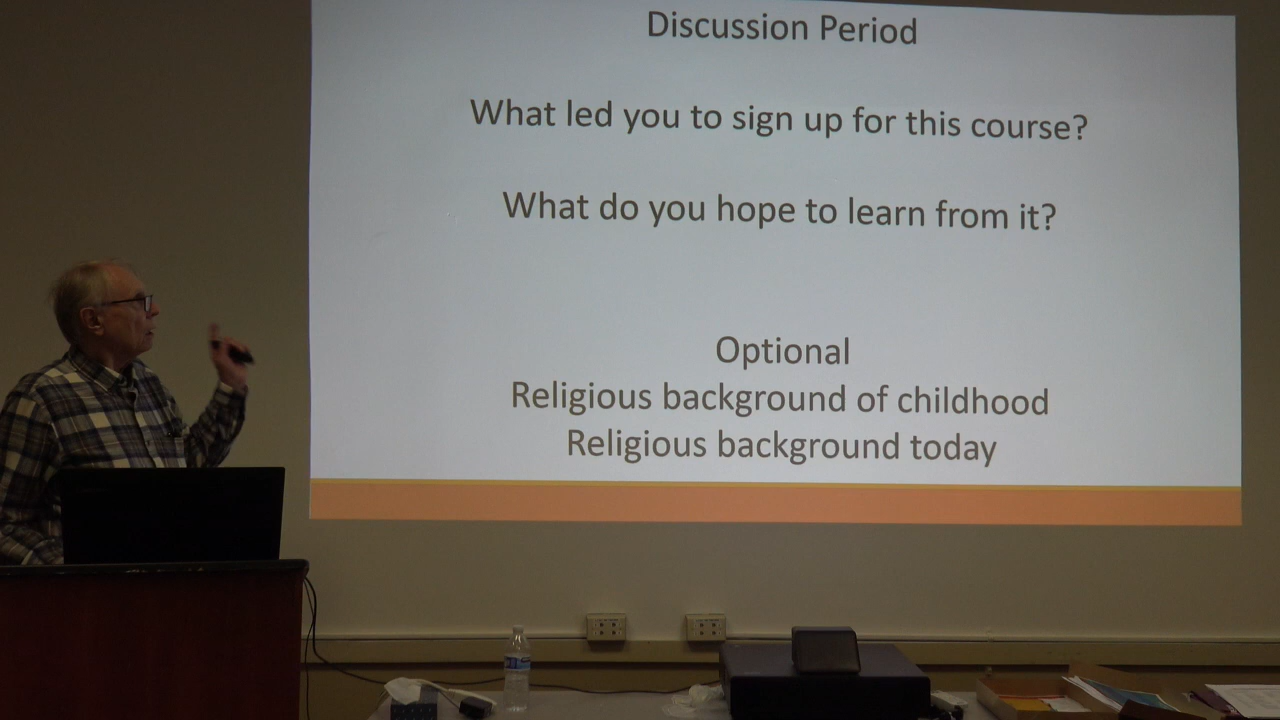 Discussion Period
What led you to sign up for this course?
What do you hope to learn from it?
Optional
Religious background of childhood
Religious background today